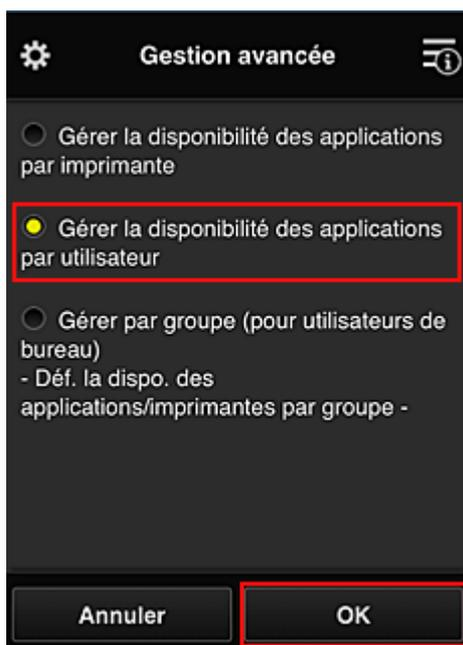 Gestion avancée
Gérer la disponibilité des applications
par imprimante
Gérer la disponibilité des applications
par utilisateur
Gérer par groupe (pour utilisateurs de
bureau)
- Déf. la dispo. des
applications/imprimantes par groupe -
Annuler
OK